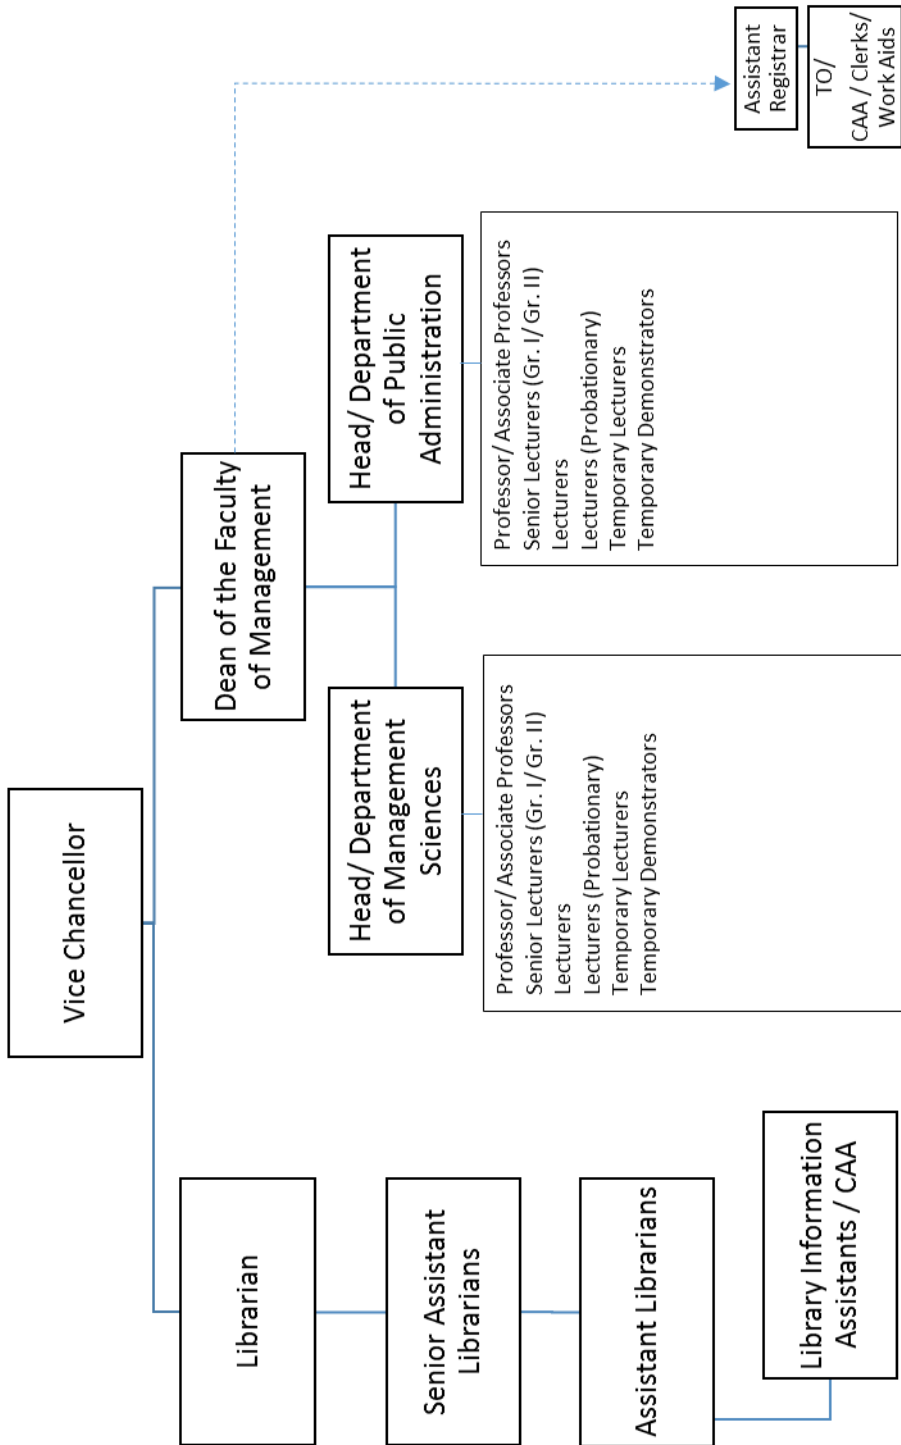 Vice Chancellor
Librarian
Dean of the Faculty
of Management
Senior Assistant
Librarians
Head/ Department
of Management
Sciences
Head/ Department
of Public
Administration
Assistant Librarians
Professor/ Associate Professors
Senior Lecturers (Gr. I/ Gr. II)
Lecturers
Lecturers (Probationary)
Temporary Lecturers
Temporary Demonstrators
Professor/ Associate Professors
Senior Lecturers (Gr. I/ Gr. II)
Lecturers
Lecturers (Probationary)
Temporary Lecturers
Temporary Demonstrators
Library Information
Assistants / CAA
Assistant
Registrar
TO/
CAA / Clerks/
Work Aids